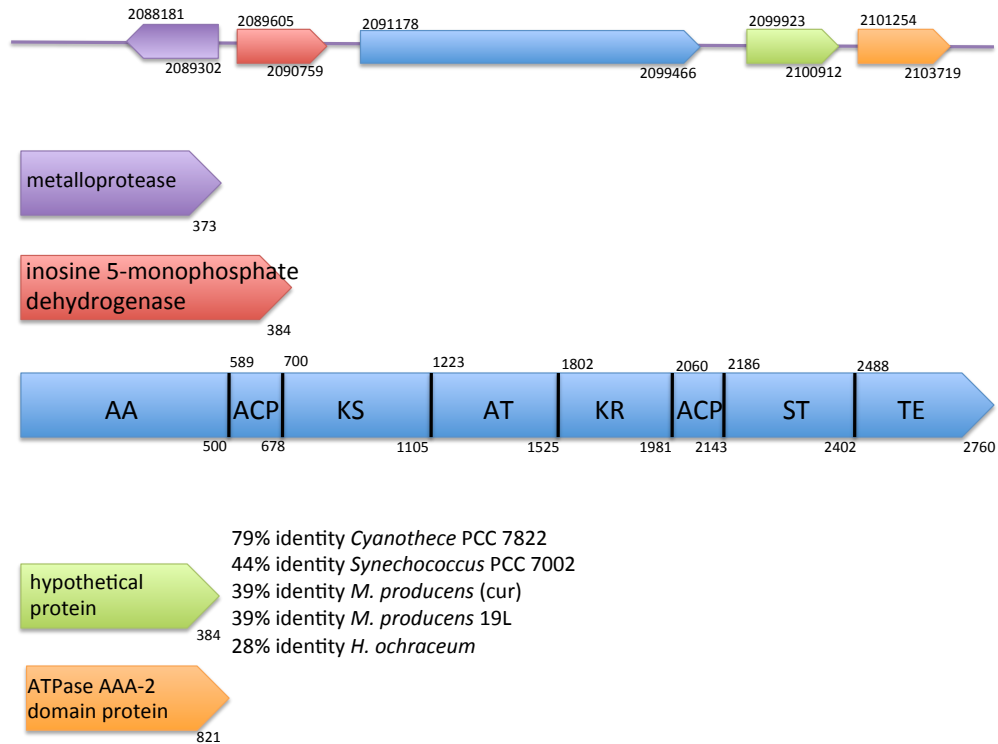 2088181
2089605
2091178
2099923
2101254
2089302
2090759
2099466
2100912
2103719
metalloprotease
373
inosine 5-monophosphate
dehydrogenase
384
589 700 1223 1802 2060 2186 2488
AA ACP KS AT KR ACP ST TE
500 678 1105 1525 1981 2143 2402 2760
79% identity Cyanothece PCC 7822
44% identity Synechococcus PCC 7002
39% identity M. producens (cur)
39% identity M. producens 19L
28% identity H. ochraceum
hypothetical
protein
384
ATPase AAA-2
domain protein
821